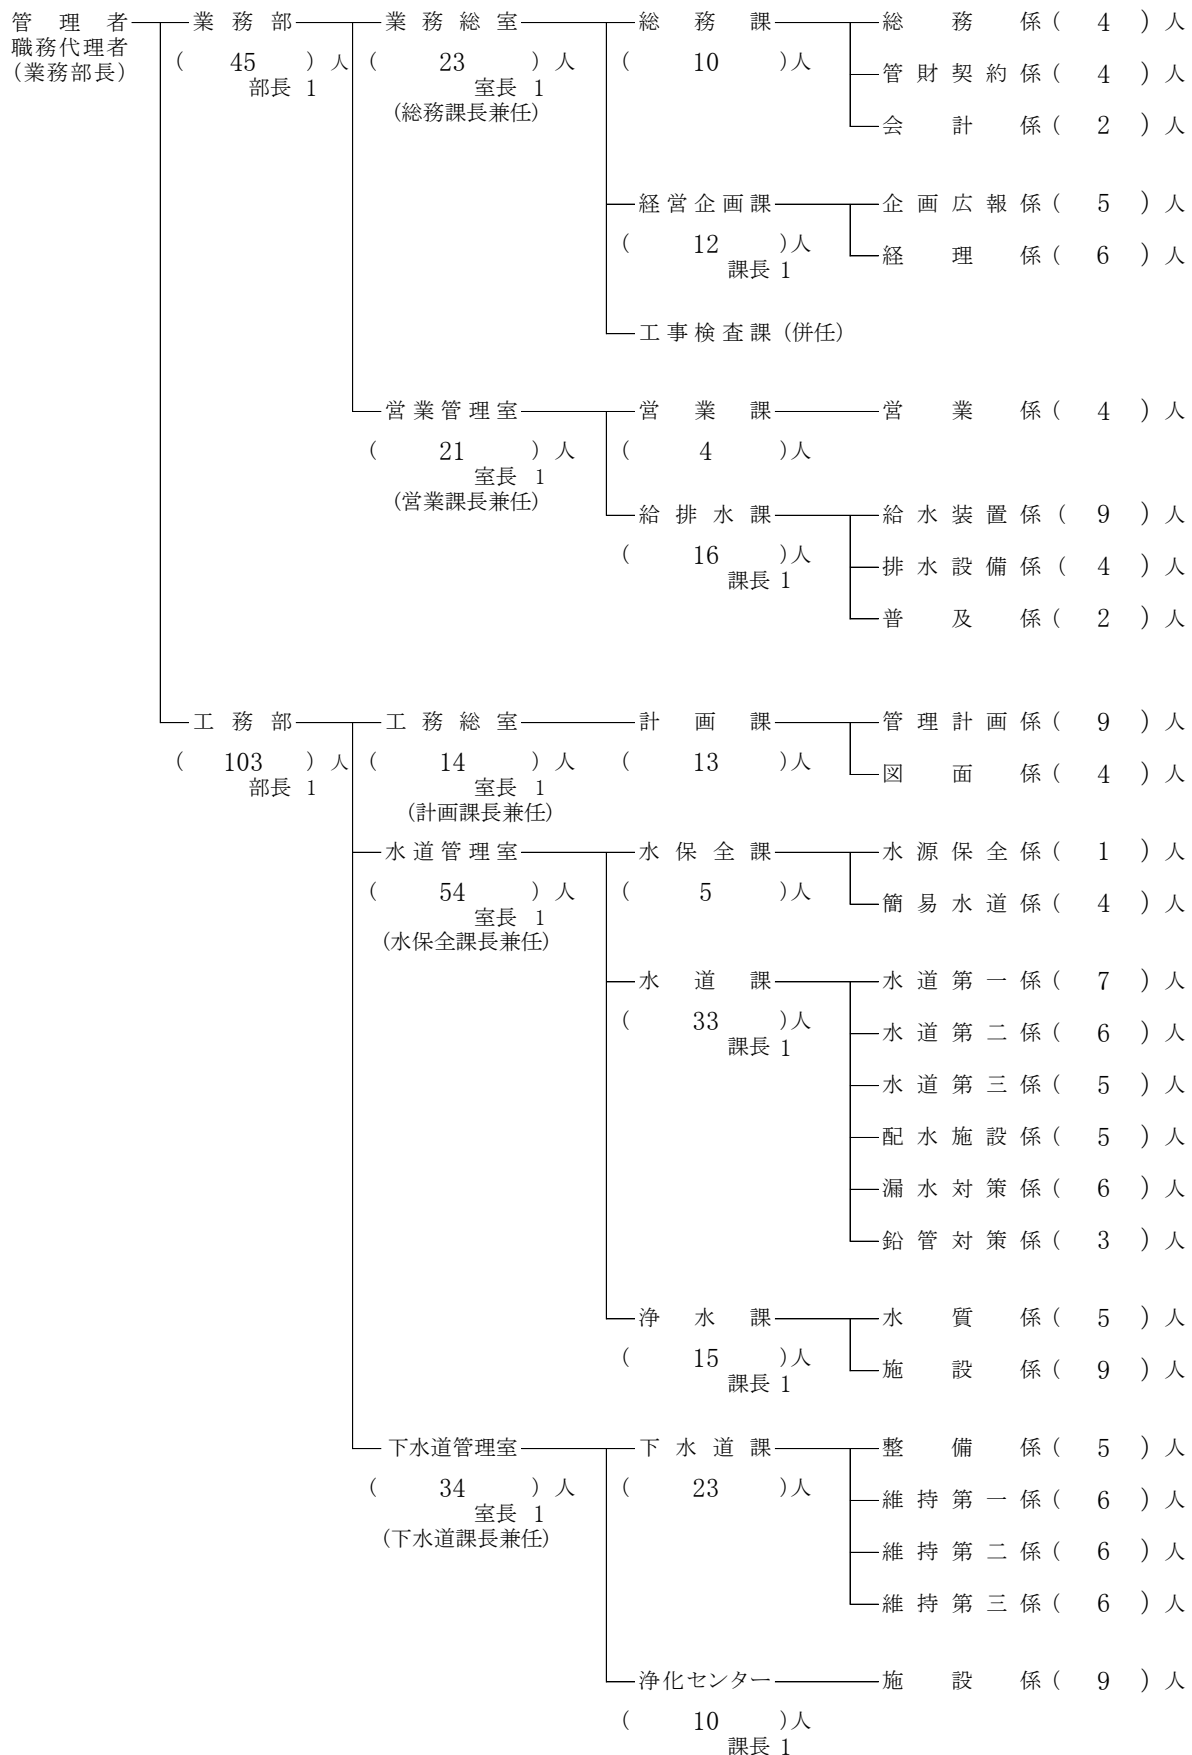 管理者 業務部 業務総室 総務課 総務係( 4 )人
職務代理者
(業務部長) ( 45 )人 ( 23 )人 ( 10 )人 管財契約係( 4 )人
部長 1 室長 1
(総務課長兼任)
会計係( 2 )人
経営企画課 企画広報係( 5 )人
( 12 )人 経理係( 6 )人
課長 1
工事検査課(併任)
営業管理室 営業課 営業係( 4 )人
( 21 )人 ( 4 )人
室長 1
(営業課長兼任)
給排水課 給水装置係( 9 )人
( 16 )人 排水設備係( 4 )人
課長 1
普及係( 2 )人
工務部 工務総室 計画課 管理計画係( 9 )人
( 103 )人 ( 14 )人 ( 13 )人 図面係( 4 )人
部長 1 室長 1
(計画課長兼任)
水道管理室 水保全課 水源保全係( 1 )人
( 54 )人 ( 5 )人 簡易水道係( 4 )人
室長 1
(水保全課長兼任)
水道課 水道第一係( 7 )人
( 33 )人 水道第二係( 6 )人
課長 1
水道第三係( 5 )人
配水施設係( 5 )人
漏水対策係( 6 )人
鉛管対策係( 3 )人
浄水課 水質係( 5 )人
( 15 )人 施設係( 9 )人
課長 1
下水道管理室 下水道課 整備係( 5 )人
( 34 )人 ( 23 )人 維持第一係( 6 )人
室長 1
(下水道課長兼任)
維持第二係( 6 )人
維持第三係( 6 )人
浄化センター 施設係( 9 )人
( 10 )人
課長 1